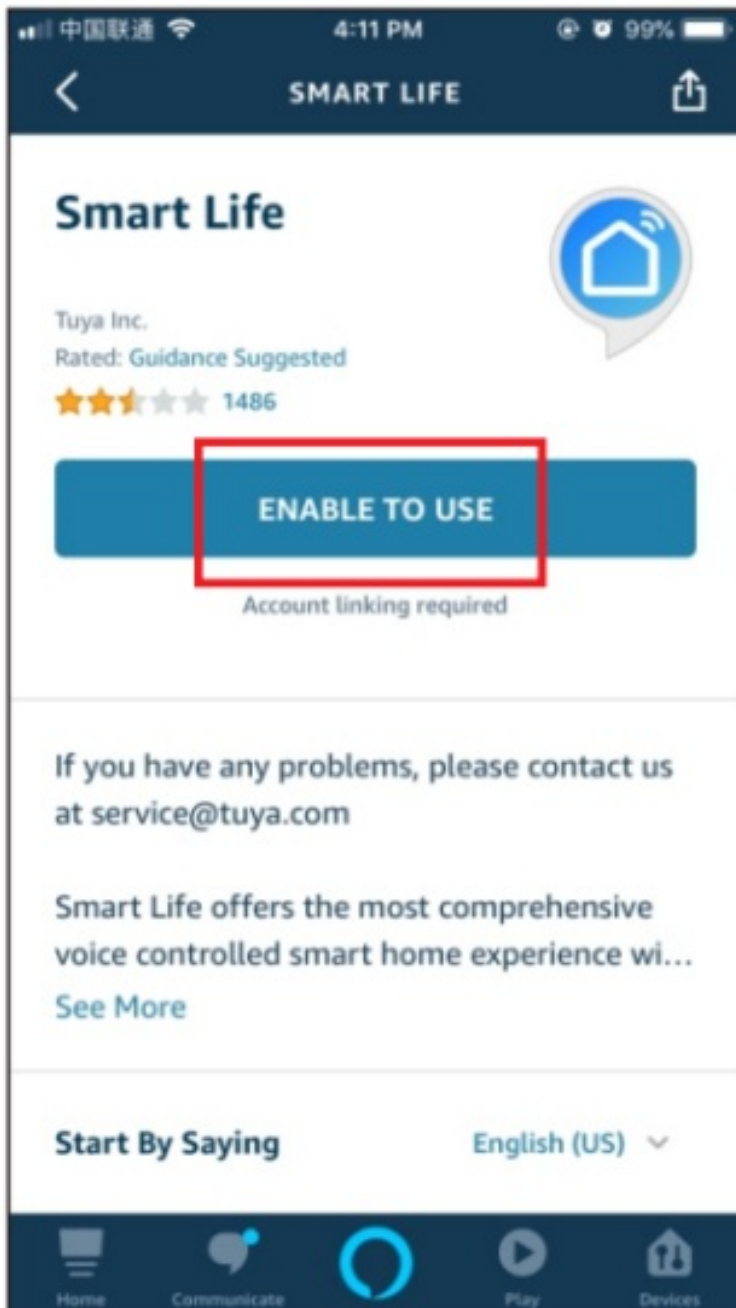 中国联通 4:11 PM 99%
SMART LIFE
Smart Life
Tuya Inc.
Rated: Guidance Suggested
1486
ENABLE TO USE
Account linking required
If you have any problems, please contact us
at service@tuya.com
Smart Life offers the most comprehensive
voice controlled smart home experience wi...
See More
Start By Saying English (US)
Home Communicate Play Devices